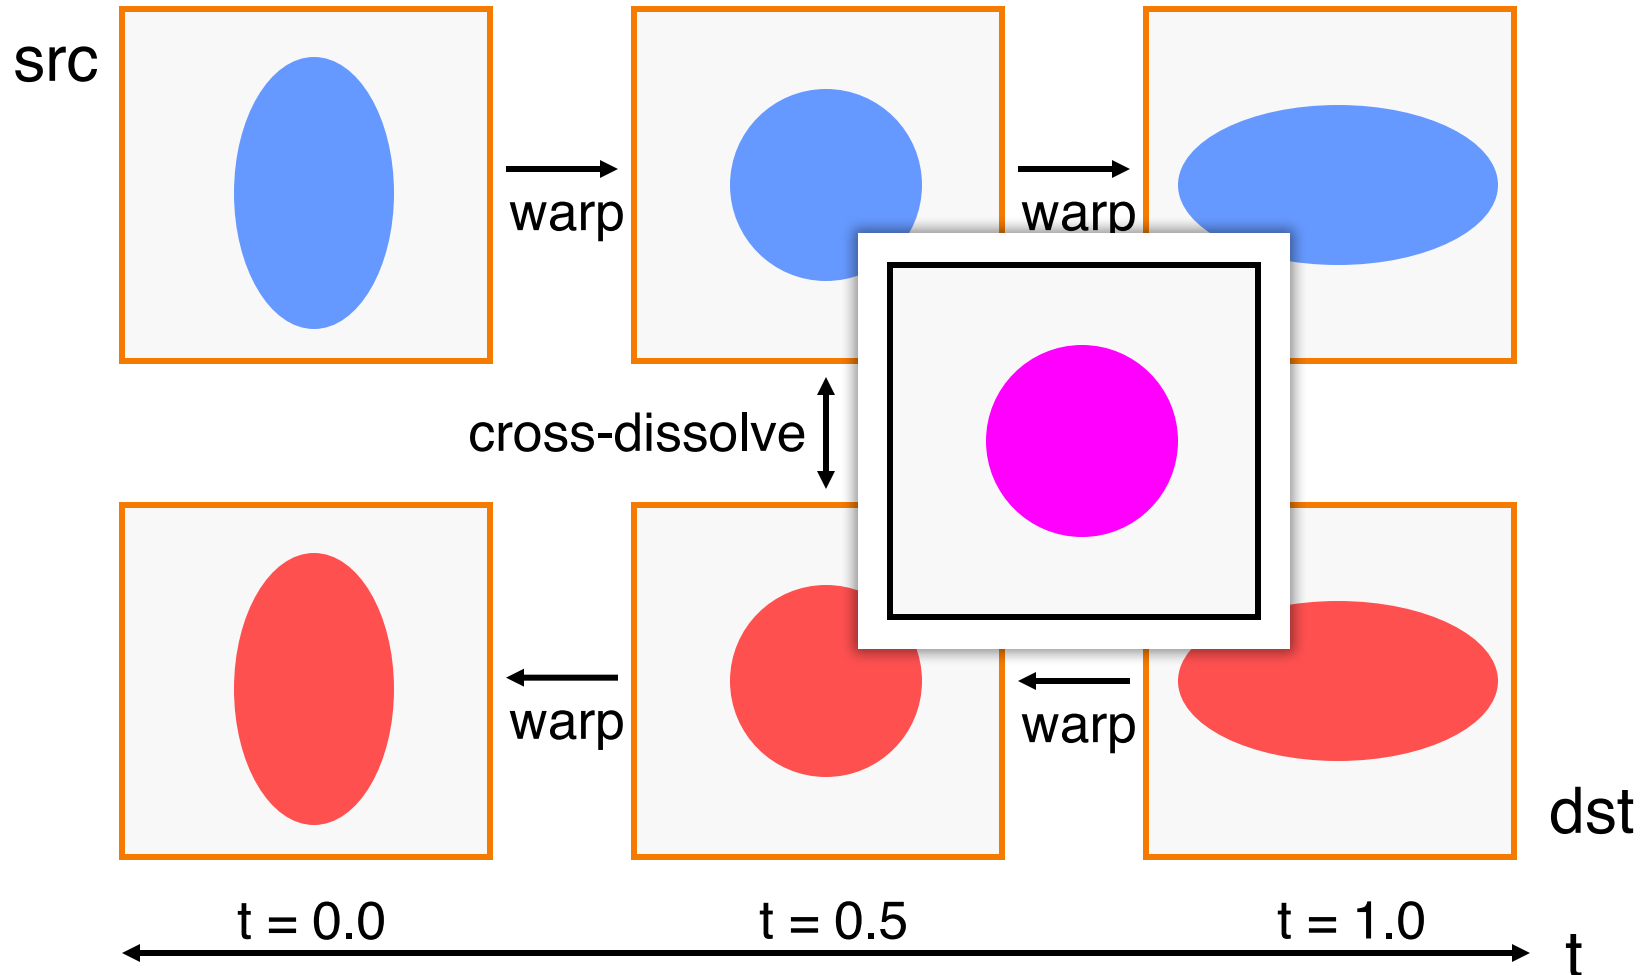 src
warp
warp
cross-dissolve
warp
warp
dst
t = 0.0
t = 0.5
t = 1.0
t